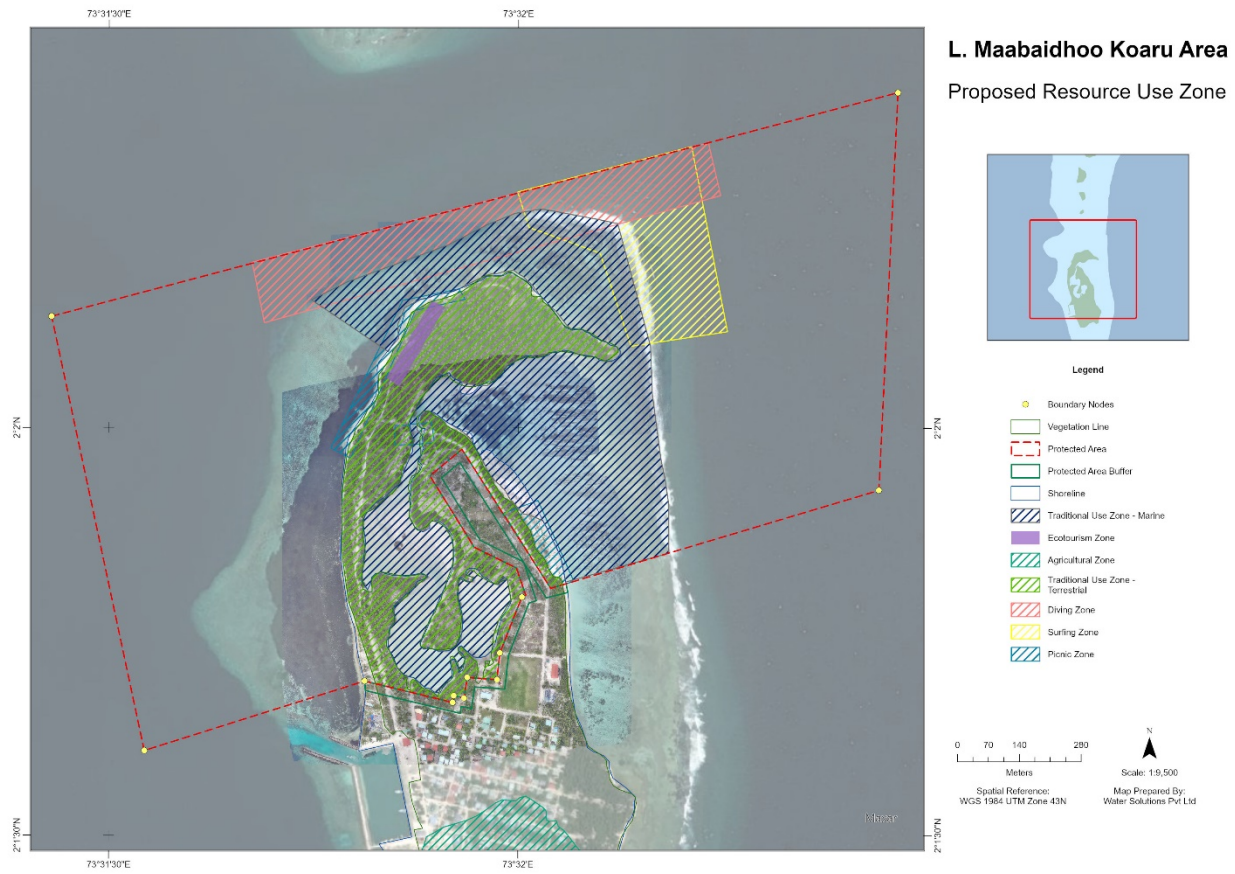 73°31'30"E
73°32'E
L. Maabaidhoo Koaru Area
Proposed Resource Use Zone
Legend
Boundary Nodes
Vegetation Line
Protected Area
Protected Area Buffer
Shoreline
Traditional Use Zone - Marine
Ecotourism Zone
Agricultural Zone
Traditional Use Zone -
Terrestrial
Diving Zone
Surfing Zone
Picnic Zone
2°2'N
2°2'N
N
0 70 140 280
Meters
Scale: 1:9,500
Spatial Reference:
WGS 1984 UTM Zone 43N
Map Prepared By:
Water Solutions Pvt Ltd
Maxar
2°1'30"N
2°1'30"N
73°31'30"E
73°32'E